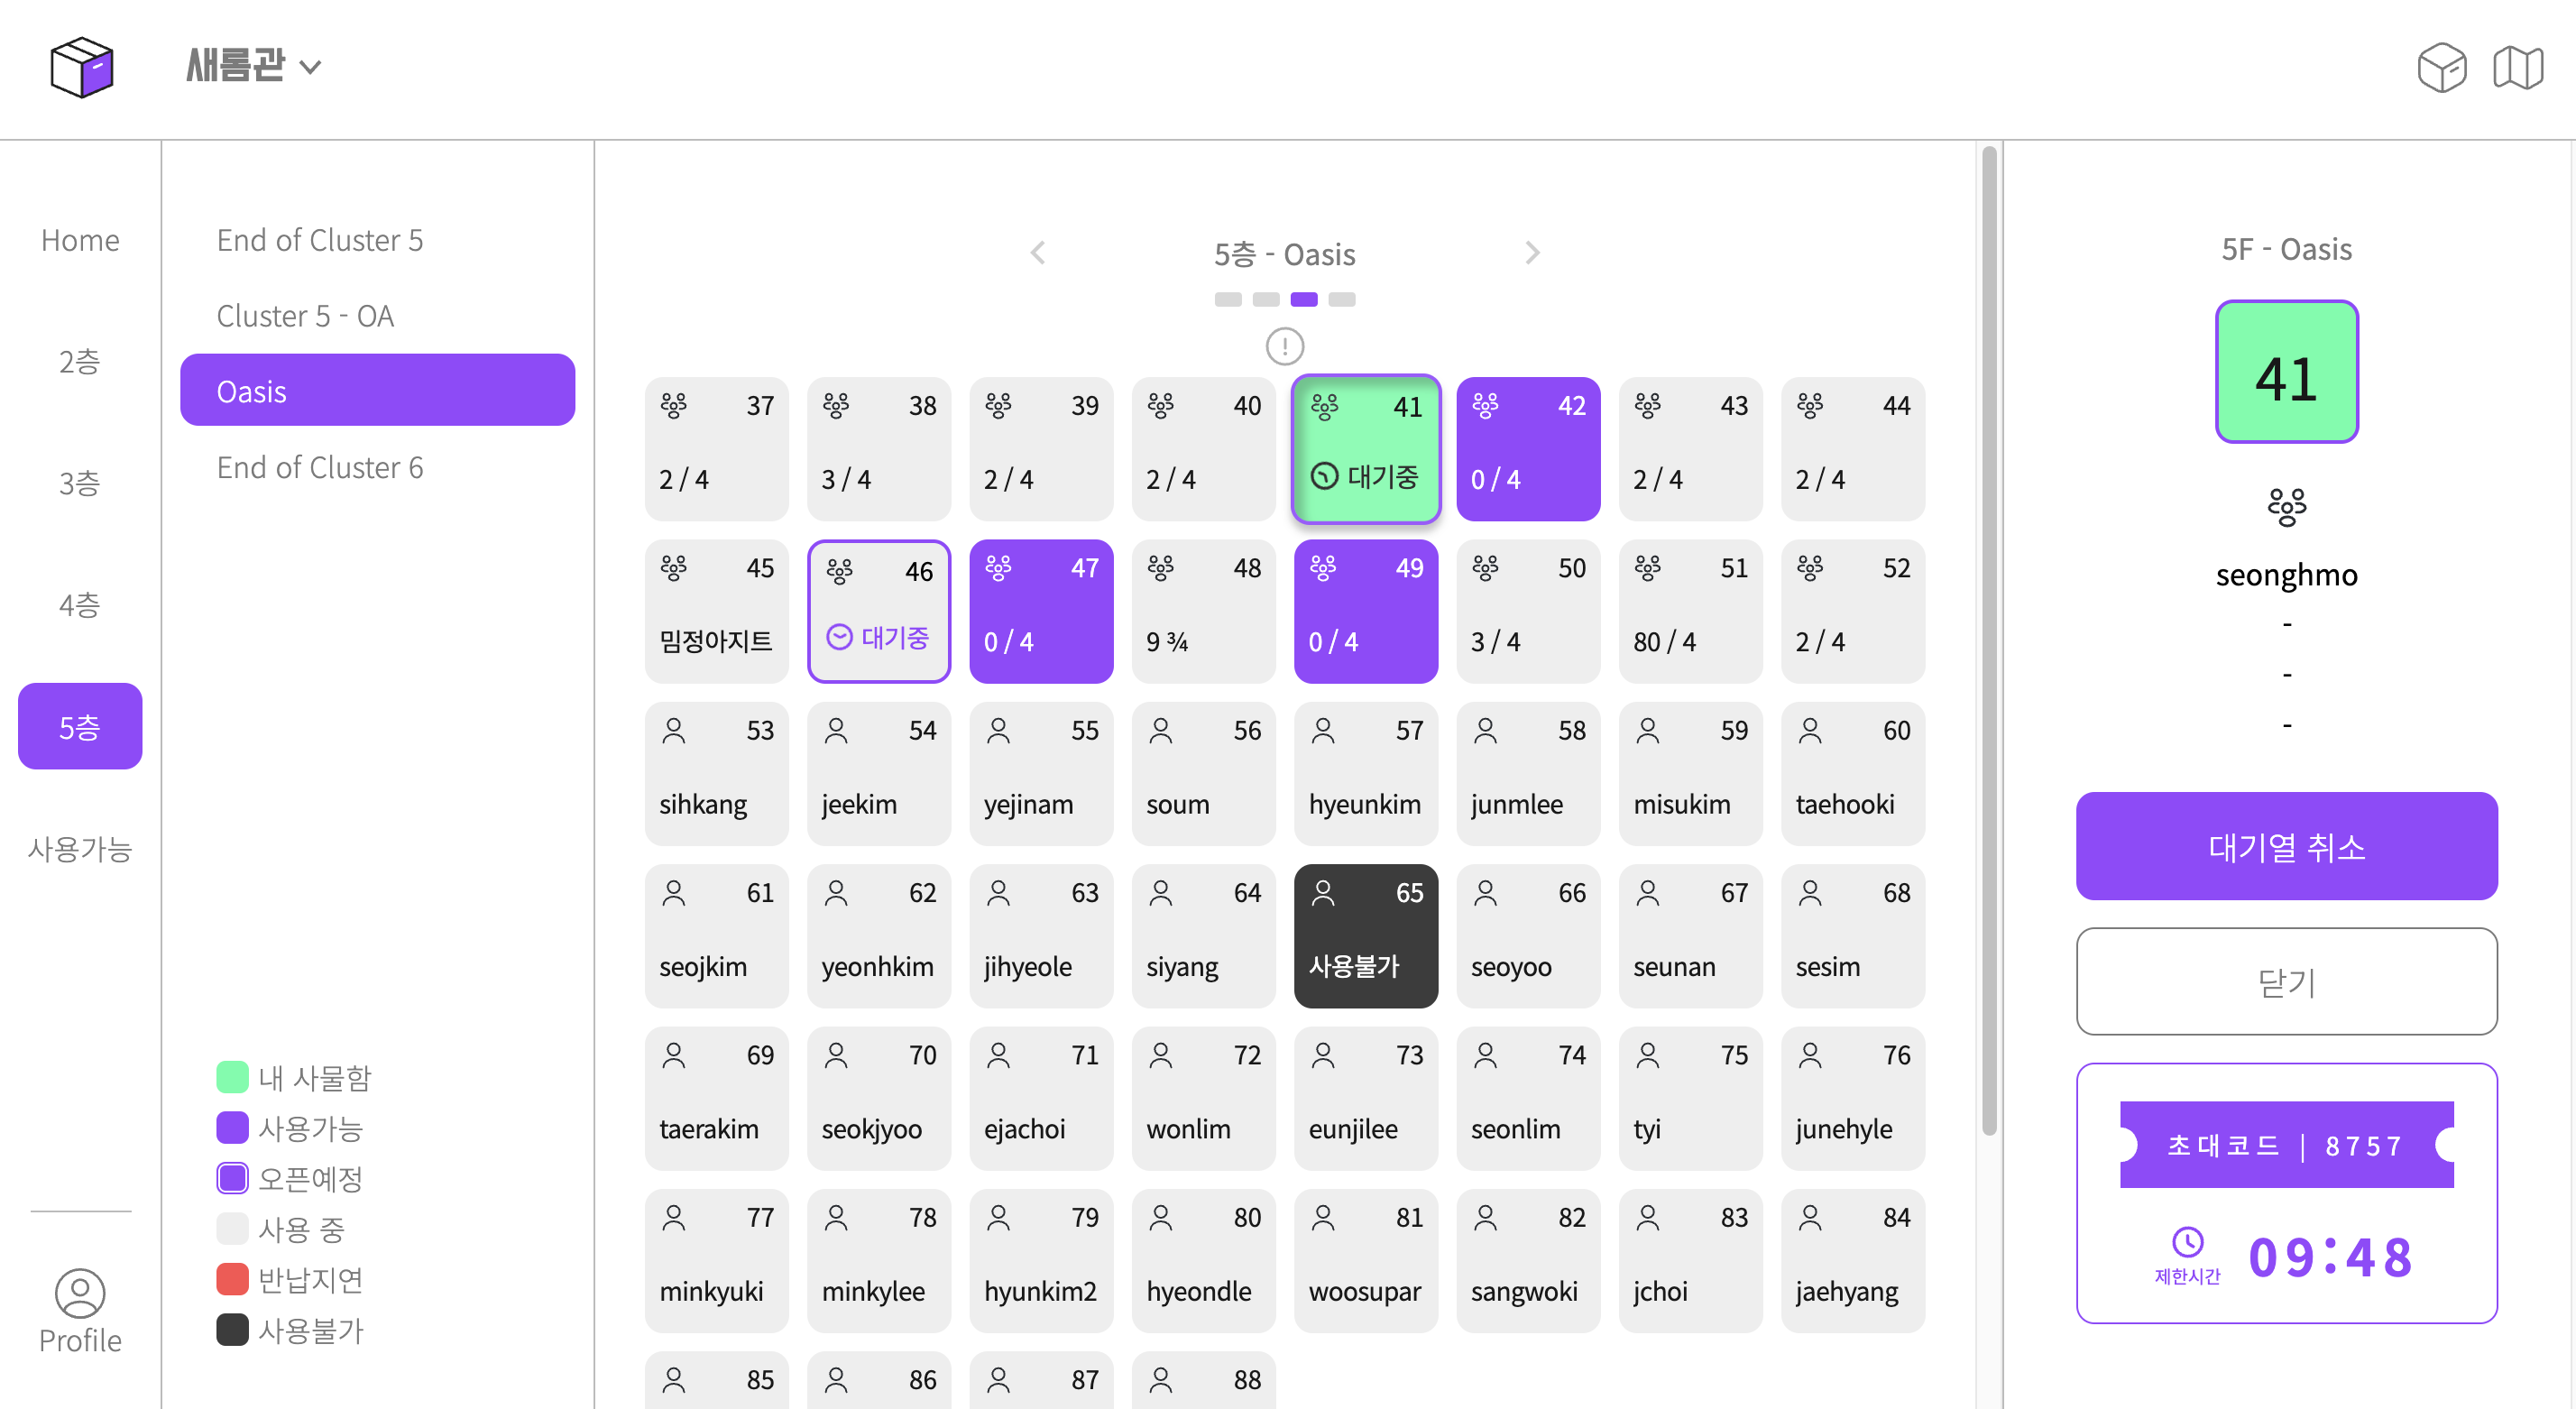 새롬관
Home
2층
3층
4층
5층
사용가능
Profile
End of Cluster 5
Cluster 5 - OA
Oasis
End of Cluster 6
내 사물함
사용가능
오픈예정
사용 중
반납지연
사용불가
5층 - Oasis
37
2 / 4
38
3 / 4
39
2 / 4
40
2 / 4
41
대기중
42
0 / 4
43
2 / 4
44
2 / 4
45
밈정아지트
46
대기중
47
0 / 4
48
9 ¾
49
0 / 4
50
3 / 4
51
80 / 4
52
2 / 4
53
sihkang
54
jeekim
55
yejinam
56
soum
57
hyeunkim
58
junmlee
59
misukim
60
taehooki
61
seojkim
62
yeonhkim
63
jihyeole
64
siyang
65
사용불가
66
seoyoo
67
seunan
68
sesim
69
taerakim
70
seokjyoo
71
ejachoi
72
wonlim
73
eunjilee
74
seonlim
75
tyi
76
junehyle
77
minkyuki
78
minkylee
79
hyunkim2
80
hyeondle
81
woosupar
82
sangwoki
83
jchoi
84
jaehyang
85
86
87
88
5F - Oasis
41
seonghmo
-
-
-
대기열 취소
닫기
초대코드 | 8757
제한시간
09:48